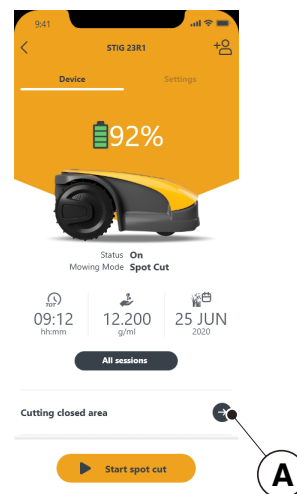 9:41
STIG 23R1
Device Settings
92%
Status On
Mowing Mode Spot Cut
TOT
09:12 12.200 25 JUN
hh:mm g/ml 2020
All sessions
Cutting closed area
A
Start spot cut